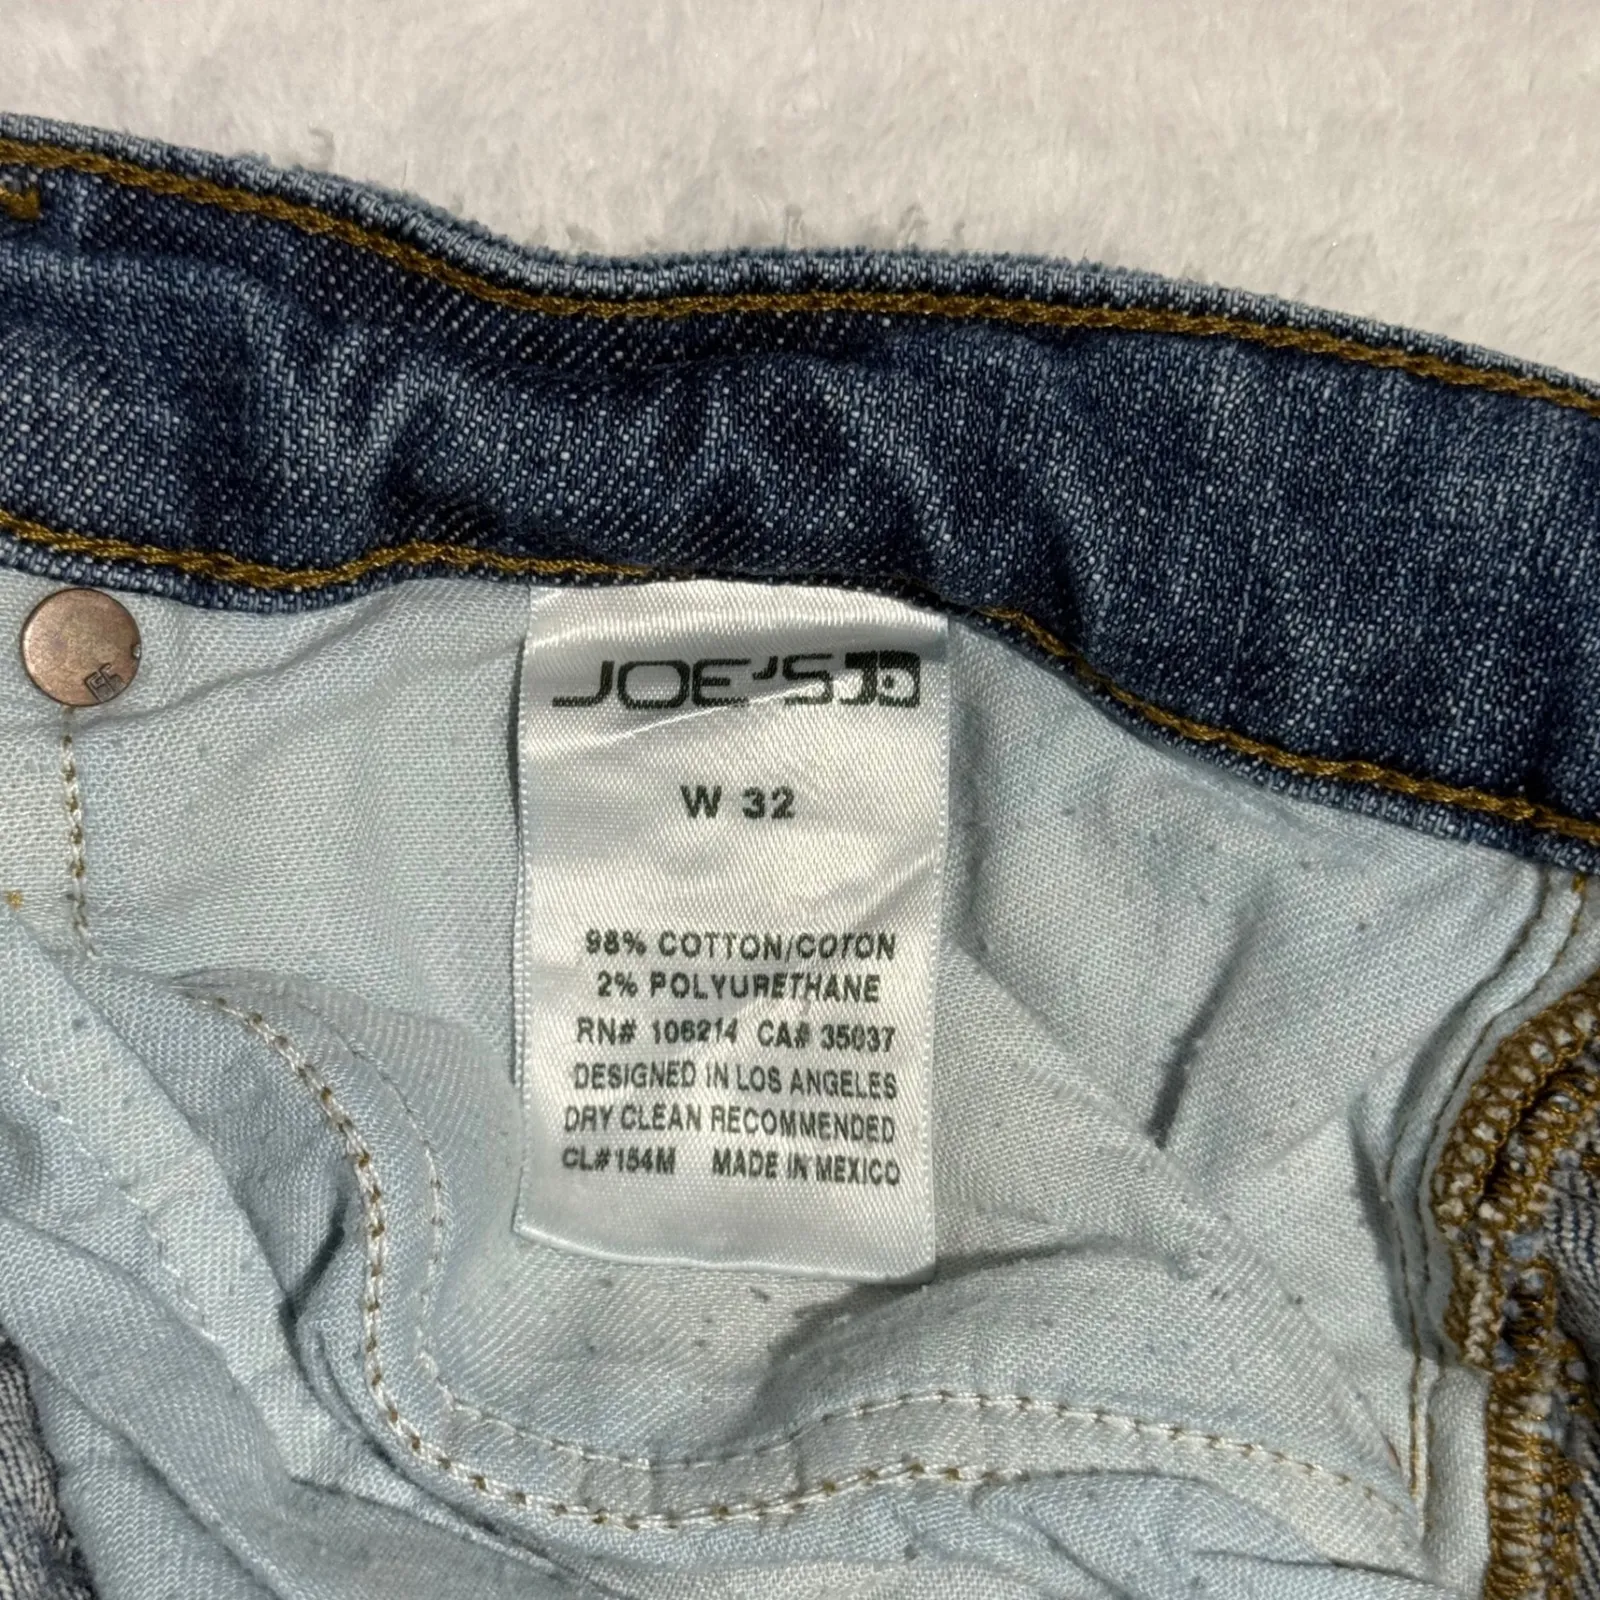 JOE'S
W 32
98% COTTON/COTON
2% POLYURETHANE
RN# 106214 CA# 35037
DESIGNED IN LOS ANGELES
DRY CLEAN RECOMMENDED
CL# 154M MADE IN MEXICO